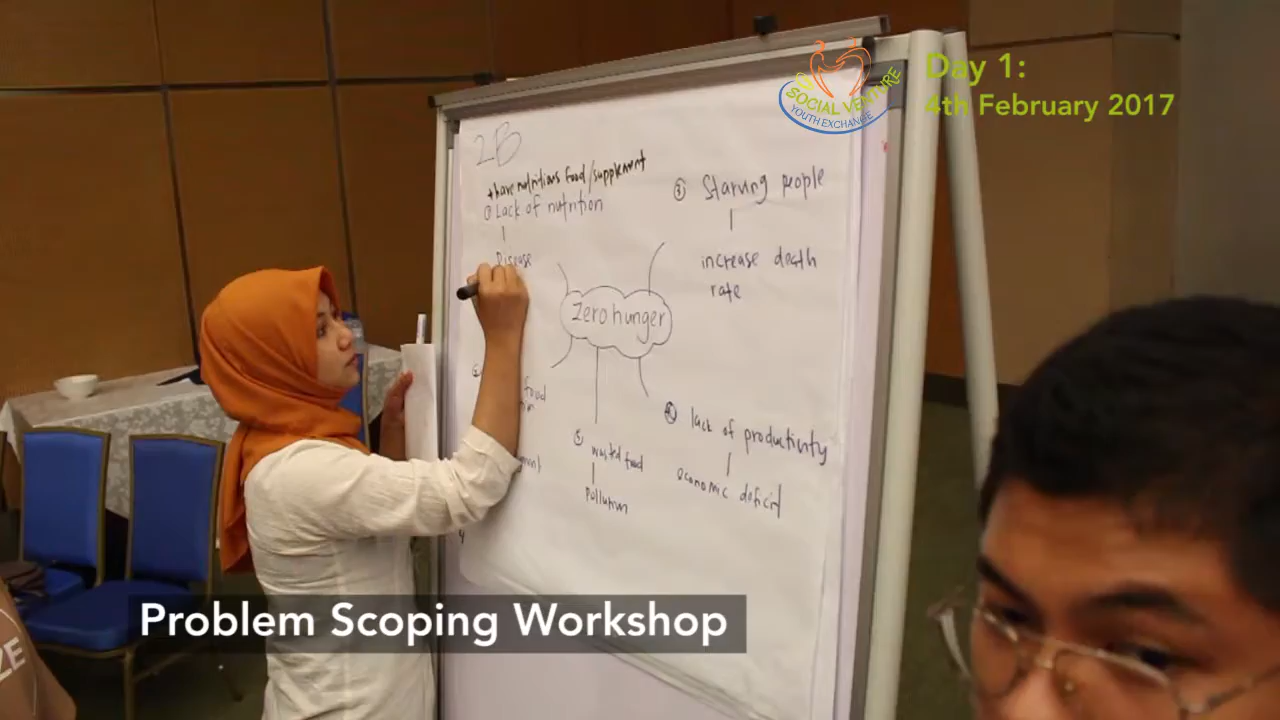 SOCIAL VENTURE
YOUTH EXCHANGE
Day 1:
4th February 2017
2B
+have nutritious food/supplement
① Lack of nutrition
Disease
③ Starving people
increase death
rate
Zero hunger
food
④ lack of productivity
economic deficit
⑤ wasted food
Pollution
Problem Scoping Workshop
ZE